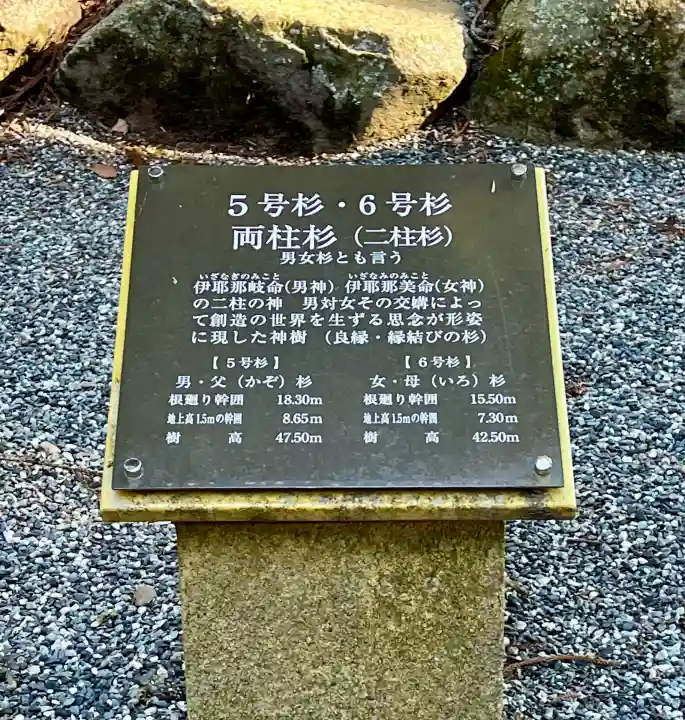 5号杉・6号杉
両柱杉（二柱杉）
男女杉とも言う
いざなぎのみこと いざなみのみこと
伊耶那岐命(男神) 伊耶那美命(女神)
の二柱の神 男対女その交媾によっ
て創造の世界を生ずる思念が形姿
に現した神樹 (良縁・縁結びの杉)
【5号杉】 【6号杉】
男・父（かぞ）杉 女・母（いろ）杉
根廻り幹囲 18.30m 根廻り幹囲 15.50m
地上高1.5mの幹囲 8.65m 地上高1.5mの幹囲 7.30m
樹高 47.50m 樹高 42.50m